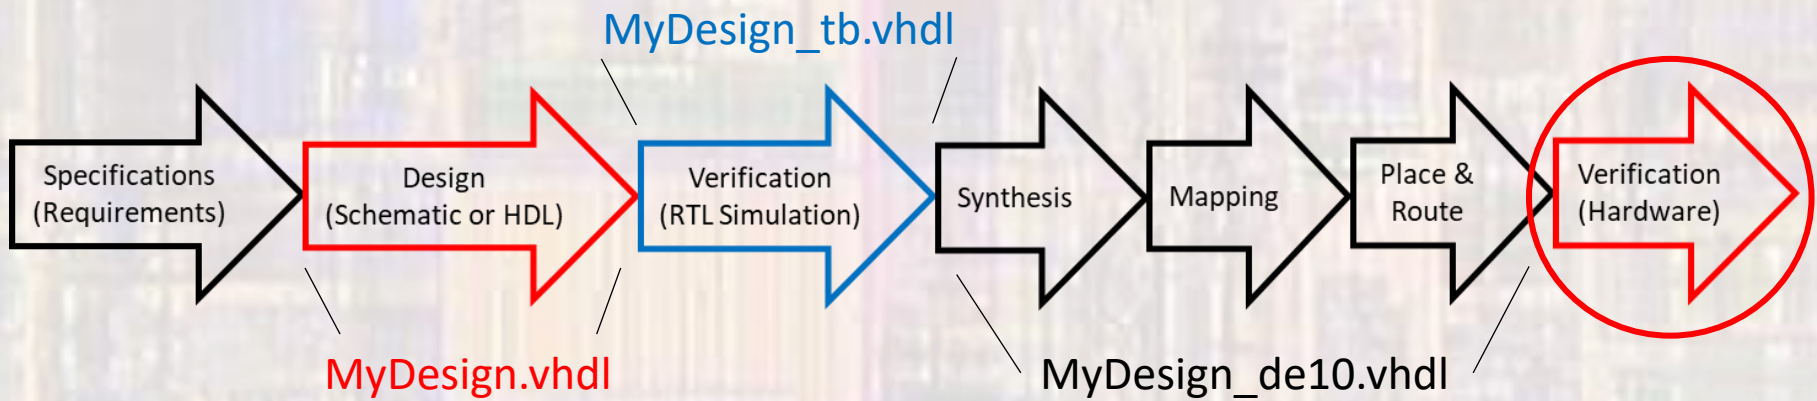 MyDesign_tb.vhdl
Specifications
(Requirements)
Design
(Schematic or HDL)
Verification
(RTL Simulation)
Synthesis
Mapping
Place &
Route
Verification
(Hardware)
MyDesign.vhdl
MyDesign_de10.vhdl